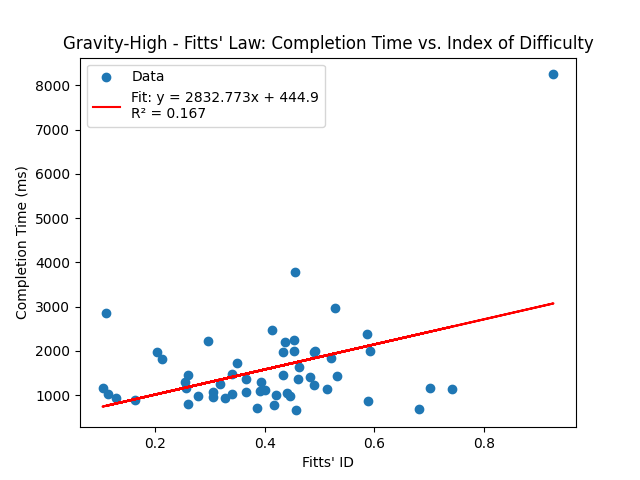 Gravity-High - Fitts' Law: Completion Time vs. Index of Difficulty
Data
Fit: y = 2832.773x + 444.9
R² = 0.167
8000
7000
6000
5000
4000
3000
2000
1000
Completion Time (ms)
0.2 0.4 0.6 0.8
Fitts' ID